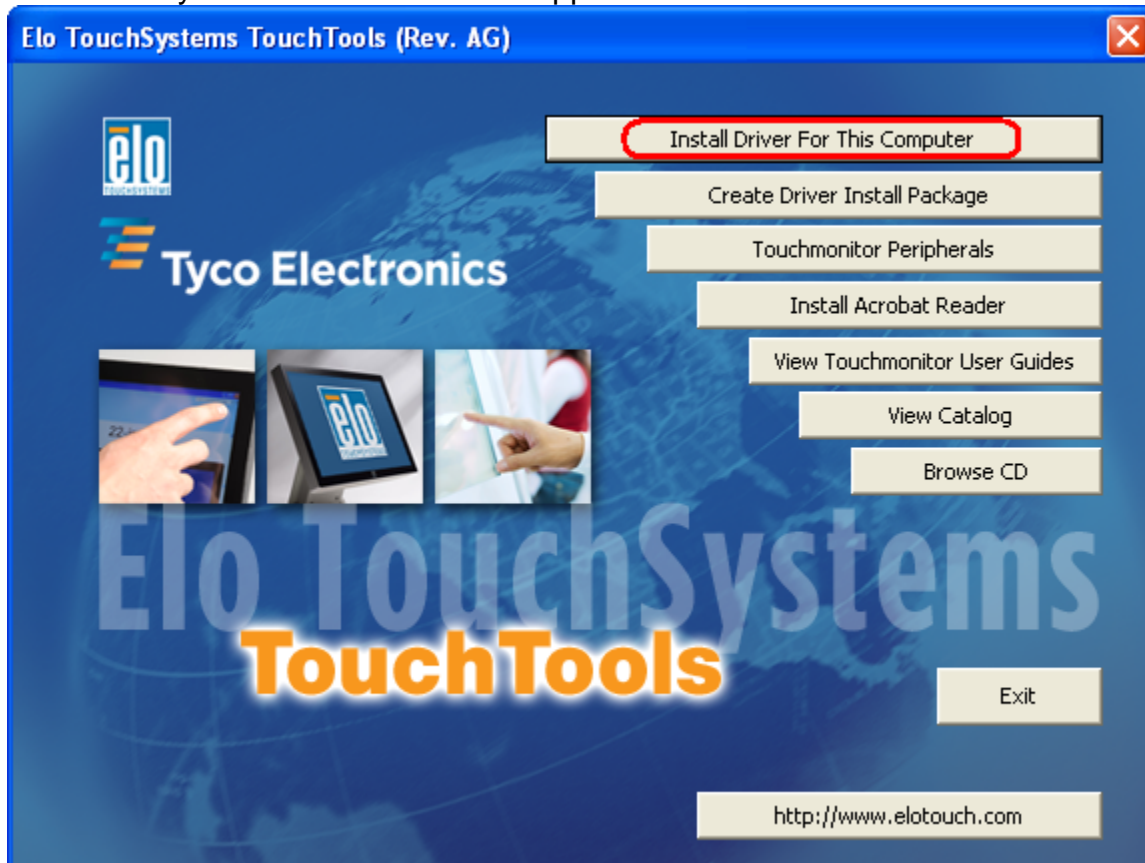 Elo TouchSystems TouchTools (Rev. AG)
ēlo
TOUCHSYSTEMS
Install Driver For This Computer
Create Driver Install Package
Tyco Electronics
Touchmonitor Peripherals
Install Acrobat Reader
View Touchmonitor User Guides
ēlo
View Catalog
Browse CD
Elo TouchSystems
TouchTools
Exit
http://www.elotouch.com